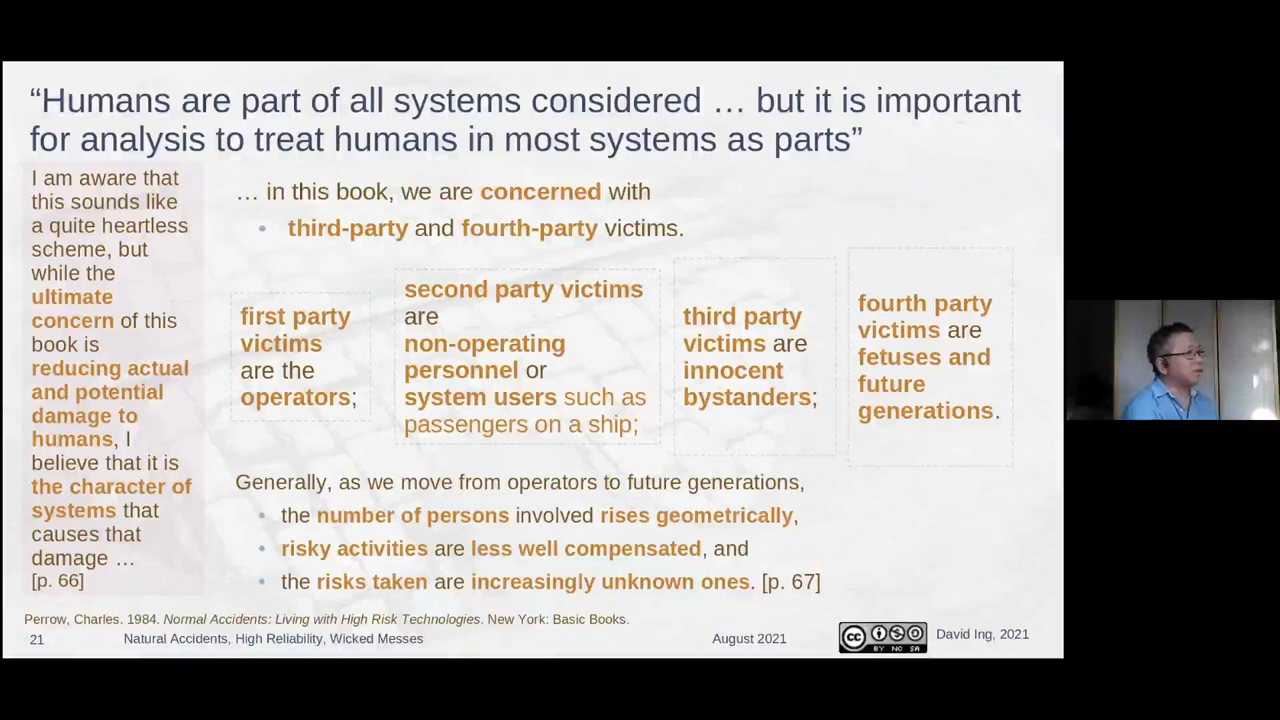 “Humans are part of all systems considered … but it is important
for analysis to treat humans in most systems as parts”
I am aware that
this sounds like
a quite heartless
scheme, but
while the
ultimate
concern of this
book is
reducing actual
and potential
damage to
humans, I
believe that it is
the character of
systems that
causes that
damage …
[p. 66]
… in this book, we are concerned with
• third-party and fourth-party victims.
first party
victims
are the
operators;
second party victims
are
non-operating
personnel or
system users such as
passengers on a ship;
third party
victims are
innocent
bystanders;
fourth party
victims are
fetuses and
future
generations.
Generally, as we move from operators to future generations,
• the number of persons involved rises geometrically,
• risky activities are less well compensated, and
• the risks taken are increasingly unknown ones. [p. 67]
Perrow, Charles. 1984. Normal Accidents: Living with High Risk Technologies. New York: Basic Books.
21 Natural Accidents, High Reliability, Wicked Messes August 2021 cc BY NC SA David Ing, 2021